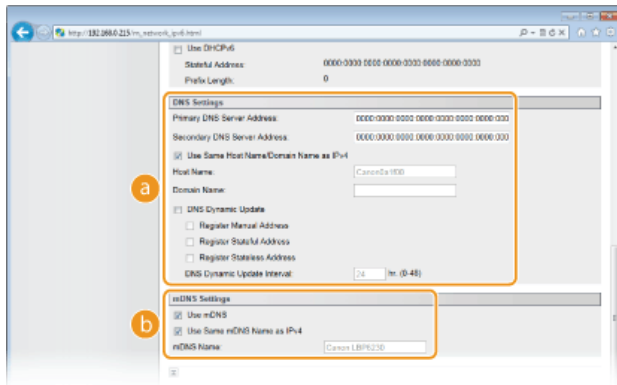 http://192.168.0.215/m_network_ipv6.html
Use DHCPv6
Stateful Address: 0000:0000:0000:0000:0000:0000:0000:0000
Prefix Length: 0
DNS Settings
Primary DNS Server Address: 0000:0000:0000:0000:0000:0000:0000:000
Secondary DNS Server Address: 0000:0000:0000:0000:0000:0000:0000:000
Use Same Host Name/Domain Name as IPv4
Host Name:
Domain Name:
a
DNS Dynamic Update
Register Manual Address
Register Stateful Address
Register Stateless Address
DNS Dynamic Update Interval: 24 hr. (0-48)
mDNS Settings
Use mDNS
b
Use Same mDNS Name as IPv4
mDNS Name: Canon LBP6230